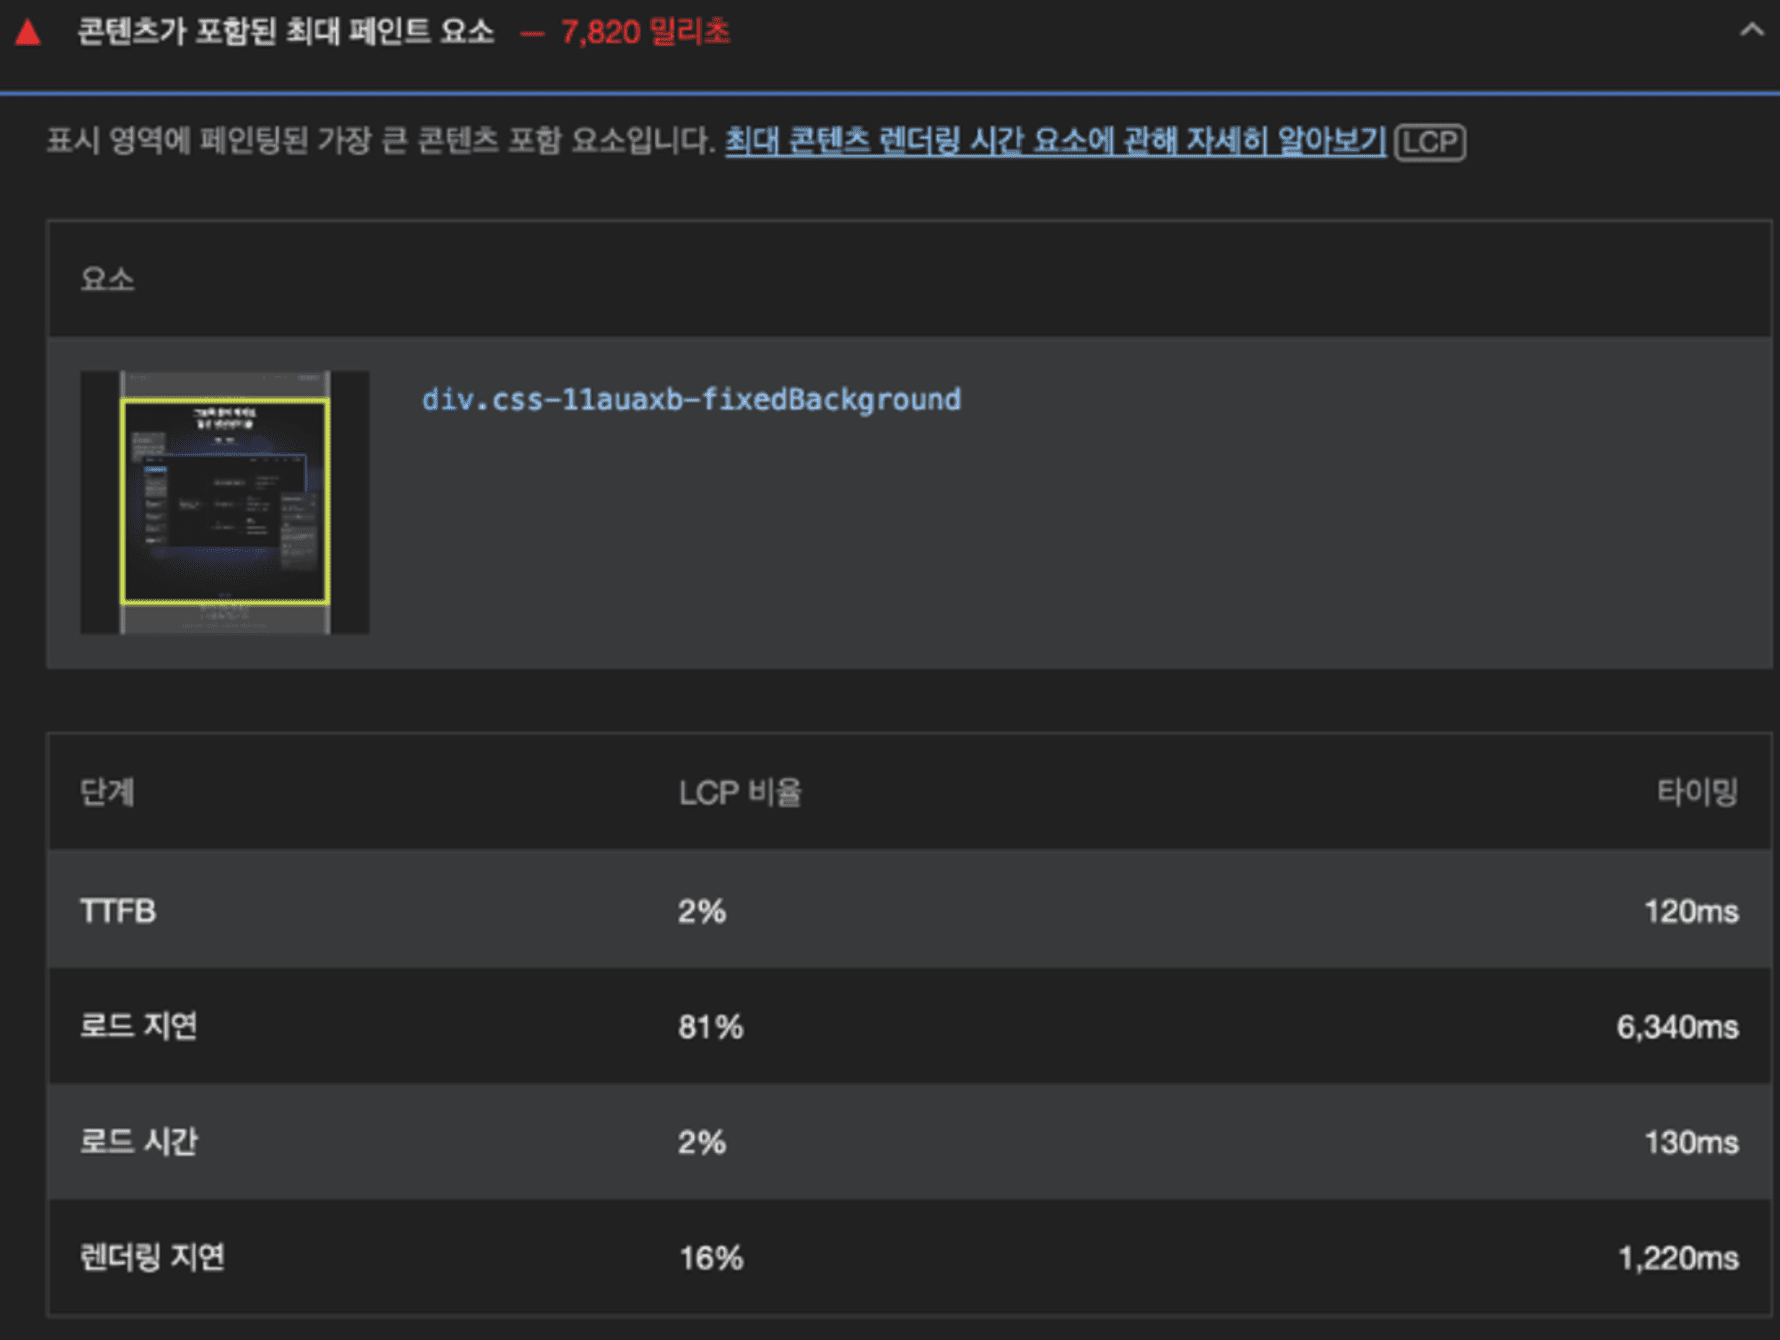 콘텐츠가 포함된 최대 페인트 요소 — 7,820 밀리초
표시 영역에 페인팅된 가장 큰 콘텐츠 포함 요소입니다. 최대 콘텐츠 렌더링 시간 요소에 관해 자세히 알아보기 LCP
요소
div.css-11auaxb-fixedBackground
단계 LCP 비율 타이밍
TTFB 2% 120ms
로드 지연 81% 6,340ms
로드 시간 2% 130ms
렌더링 지연 16% 1,220ms